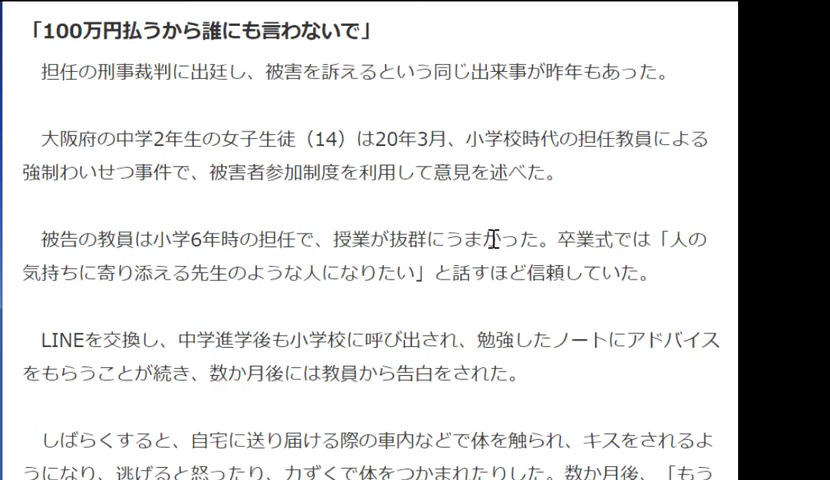 「100万円払うから誰にも言わないで」
担任の刑事裁判に出廷し、被害を訴えるという同じ出来事が昨年もあった。
大阪府の中学2年生の女子生徒（14）は20年3月、小学校時代の担任教員による
強制わいせつ事件で、被害者参加制度を利用して意見を述べた。
被告の教員は小学6年時の担任で、授業が抜群にうまかった。卒業式では「人の
気持ちに寄り添える先生のような人になりたい」と話すほど信頼していた。
LINEを交換し、中学進学後も小学校に呼び出され、勉強したノートにアドバイス
をもらうことが続き、数か月後には教員から告白をされた。
しばらくすると、自宅に送り届ける際の車内などで体を触られ、キスをされるよ
うになり、逃げると怒ったり、力ずくで体をつかまれたりした。数か月後、「もう